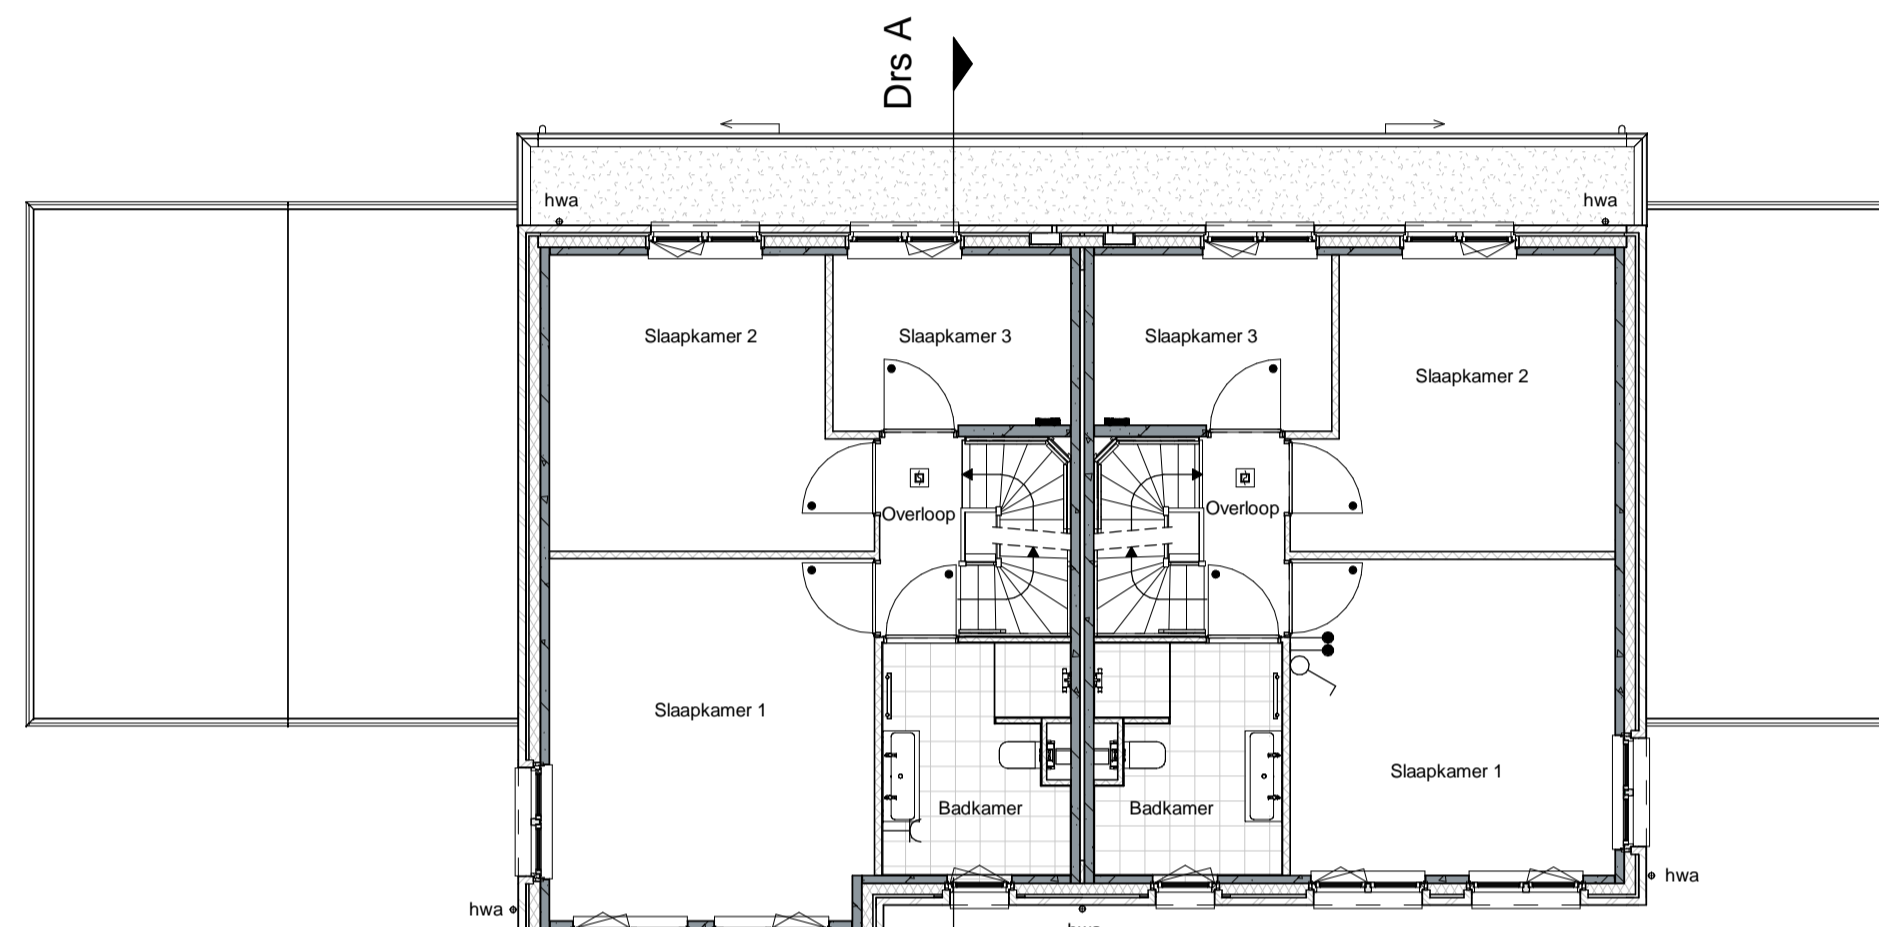 Drs A
hwa
hwa
Slaapkamer 2
Slaapkamer 3
Slaapkamer 3
Slaapkamer 2
Overloop
Overloop
Slaapkamer 1
Slaapkamer 1
Badkamer
Badkamer
hwa
hwa